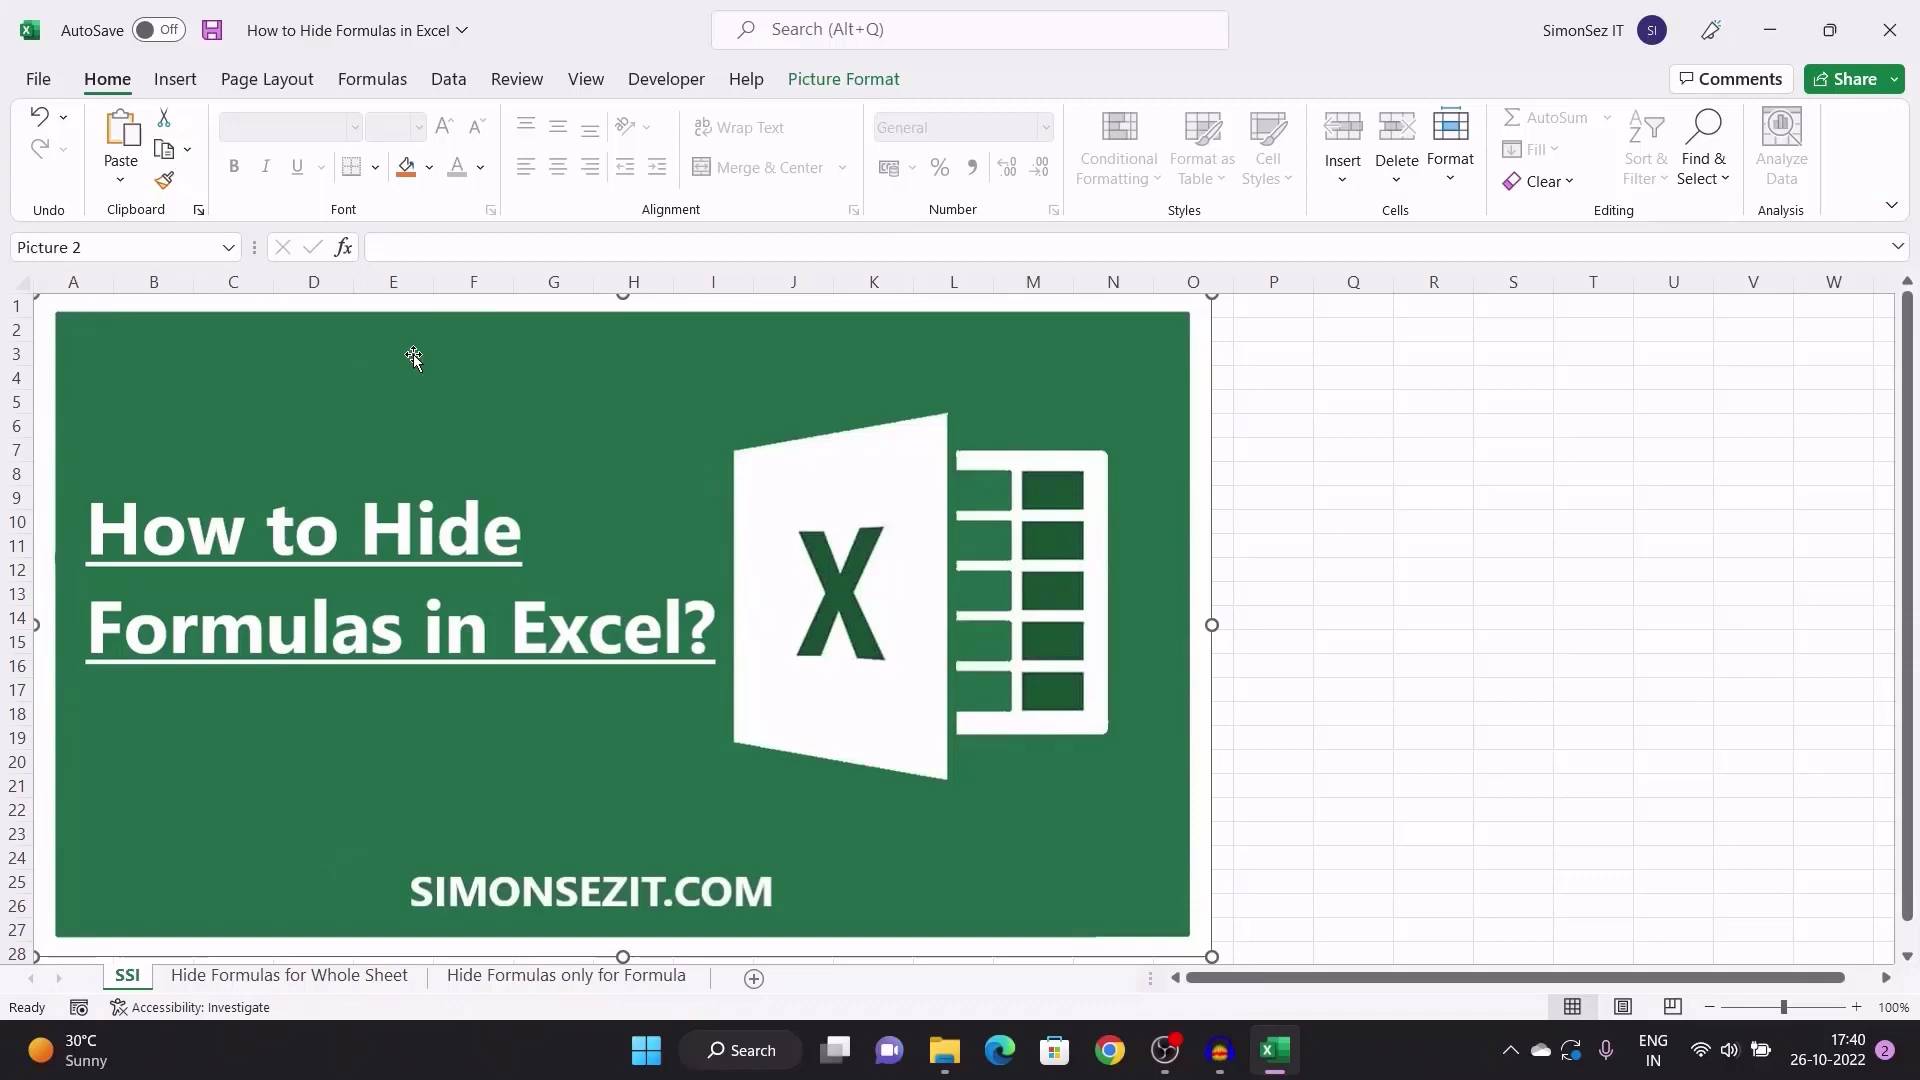 AutoSave Off How to Hide Formulas in Excel Search (Alt+Q) SimonSez IT SI
File Home Insert Page Layout Formulas Data Review View Developer Help Picture Format Comments Share
Paste
Undo Clipboard
B I U A
Font
ab Wrap Text
Merge & Center
Alignment
General
%
Number
Conditional Formatting
Format as Table
Cell Styles
Styles
Insert Delete Format
Cells
AutoSum
Fill
Clear
Sort & Filter
Find & Select
Editing
Analyze Data
Analysis
Picture 2 fx
A B C D E F G H I J K L M N O P Q R S T U V W
1
2
3
4
5
6
7
8
9
10
11
12
13
14
15
16
17
18
19
20
21
22
23
24
25
26
27
28
How to Hide
Formulas in Excel?
X
SIMONSEZIT.COM
SSI Hide Formulas for Whole Sheet Hide Formulas only for Formula
Ready Accessibility: Investigate 100%
30°C
Sunny
Search
ENG
IN
17:40
26-10-2022
2